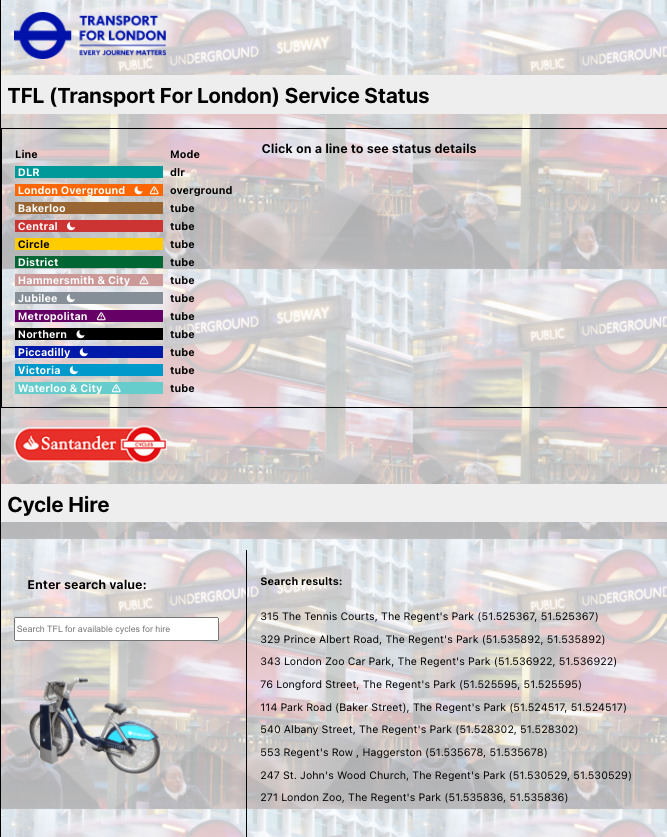 TRANSPORT
FOR LONDON
EVERY JOURNEY MATTERS
PUBLIC
UNDERGROUND
SUBWAY
PUBLIC
UNDERGROUND
TFL (Transport For London) Service Status
Click on a line to see status details
Line Mode
DLR dlr
London Overground overground
Bakerloo tube
Central tube
Circle tube
District tube
Hammersmith & City tube
Jubilee tube
Metropolitan tube
Northern tube
Piccadilly tube
Victoria tube
Waterloo & City tube
UNDERGROUND
SUBWAY
PUBLIC
UNDERGROUND
Santander
CYCLES
Cycle Hire
Enter search value:
Search TFL for available cycles for hire
Search results:
315 The Tennis Courts, The Regent's Park (51.525367, 51.525367)
329 Prince Albert Road, The Regent's Park (51.535892, 51.535892)
343 London Zoo Car Park, The Regent's Park (51.536922, 51.536922)
76 Longford Street, The Regent's Park (51.525595, 51.525595)
114 Park Road (Baker Street), The Regent's Park (51.524517, 51.524517)
540 Albany Street, The Regent's Park (51.528302, 51.528302)
553 Regent's Row , Haggerston (51.535678, 51.535678)
247 St. John's Wood Church, The Regent's Park (51.530529, 51.530529)
271 London Zoo, The Regent's Park (51.535836, 51.535836)